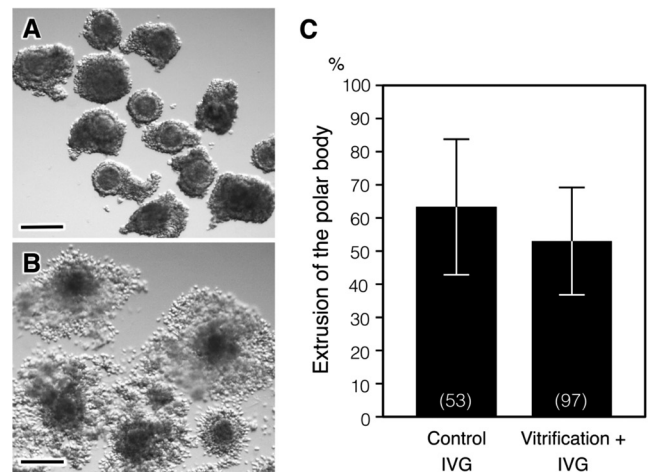 A
B
C
%
Extrusion of the polar body
100
90
80
70
60
50
40
30
20
10
0
(53)
(97)
Control
IVG
Vitrification +
IVG